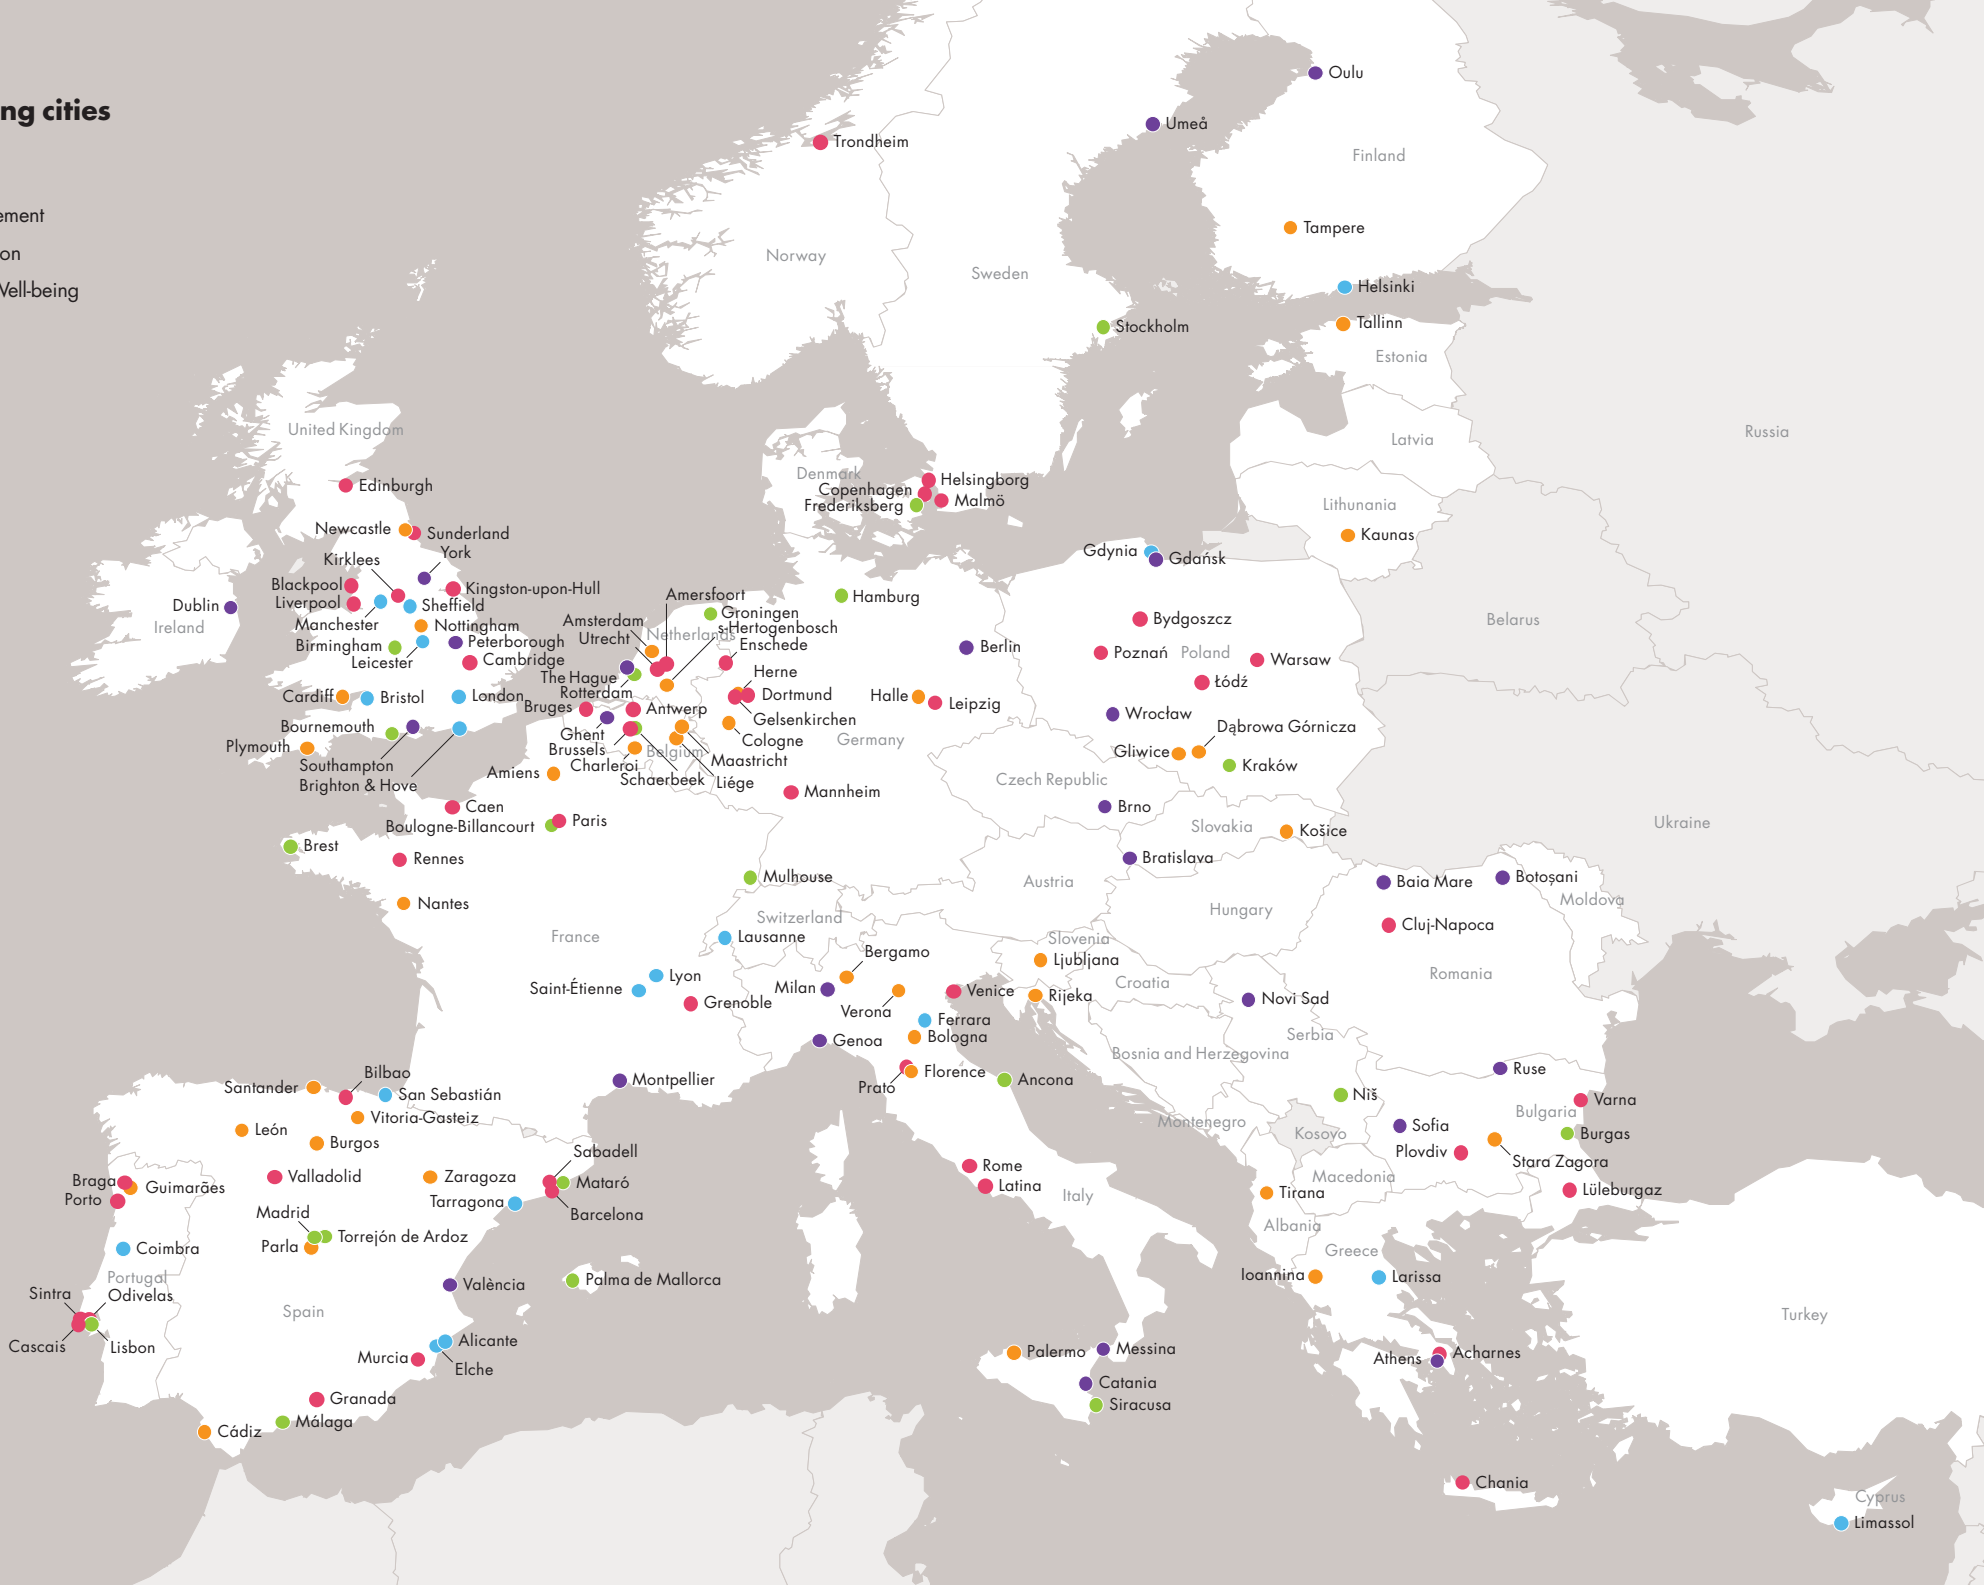 ng cities
ement
on
Well-being
Oulu
Umeå
Trondheim
Finland
Tampere
Norway
Sweden
Helsinki
Tallinn
Stockholm
Estonia
United Kingdom
Russia
Latvia
Denmark
Helsingborg
Edinburgh
Copenhagen
Malmö
Frederiksberg
Lithunania
Newcastle
Sunderland
Kaunas
York
Gdynia
Gdańsk
Kirklees
Blackpool
Kingston-upon-Hull
Amersfoort
Hamburg
Liverpool
Sheffield
Dublin
Groningen
Bydgoszcz
Belarus
Ireland
Manchester
Nottingham
Amsterdam
s-Hertogenbosch
Utrecht
Netherlands
Birmingham
Peterborough
Enschede
Berlin
Poznań
Poland
Leicester
Cambridge
Warsaw
The Hague
Herne
Łódź
Rotterdam
Cardiff
Bristol
London
Dortmund
Halle
Leipzig
Bruges
Antwerp
Wrocław
Bournemouth
Gelsenkirchen
Dąbrowa Górnicza
Ghent
Cologne
Germany
Plymouth
Brussels
Belgium
Gliwice
Southampton
Charleroi
Maastricht
Kraków
Amiens
Schaerbeek
Liége
Czech Republic
Brighton & Hove
Mannheim
Caen
Brno
Paris
Boulogne-Billancourt
Slovakia
Košice
Ukraine
Brest
Rennes
Bratislava
Mulhouse
Austria
Baia Mare
Botoșani
Nantes
Moldova
Switzerland
Hungary
Cluj-Napoca
France
Lausanne
Slovenia
Bergamo
Ljubljana
Lyon
Romania
Saint-Étienne
Milan
Croatia
Grenoble
Venice
Rijeka
Novi Sad
Verona
Ferrara
Serbia
Genoa
Bologna
Bosnia and Herzegovina
Bilbao
Prato
Florence
Ruse
Santander
Montpellier
Ancona
San Sebastián
Niš
Varna
Vitoria-Gasteiz
Bulgaria
León
Montenegro
Sofia
Burgos
Kosovo
Burgas
Sabadell
Plovdiv
Stara Zagora
Rome
Valladolid
Zaragoza
Macedonia
Braga
Guimarães
Mataró
Latina
Italy
Tirana
Lüleburgaz
Porto
Tarragona
Madrid
Barcelona
Albania
Torrejón de Ardoz
Parla
Coimbra
Greece
Portugal
Palma de Mallorca
Ioannina
Larissa
València
Sintra
Odivelas
Spain
Turkey
Cascais
Lisbon
Alicante
Murcia
Elche
Palermo
Messina
Athens
Acharnes
Catania
Granada
Siracusa
Málaga
Cádiz
Chania
Cyprus
Limassol